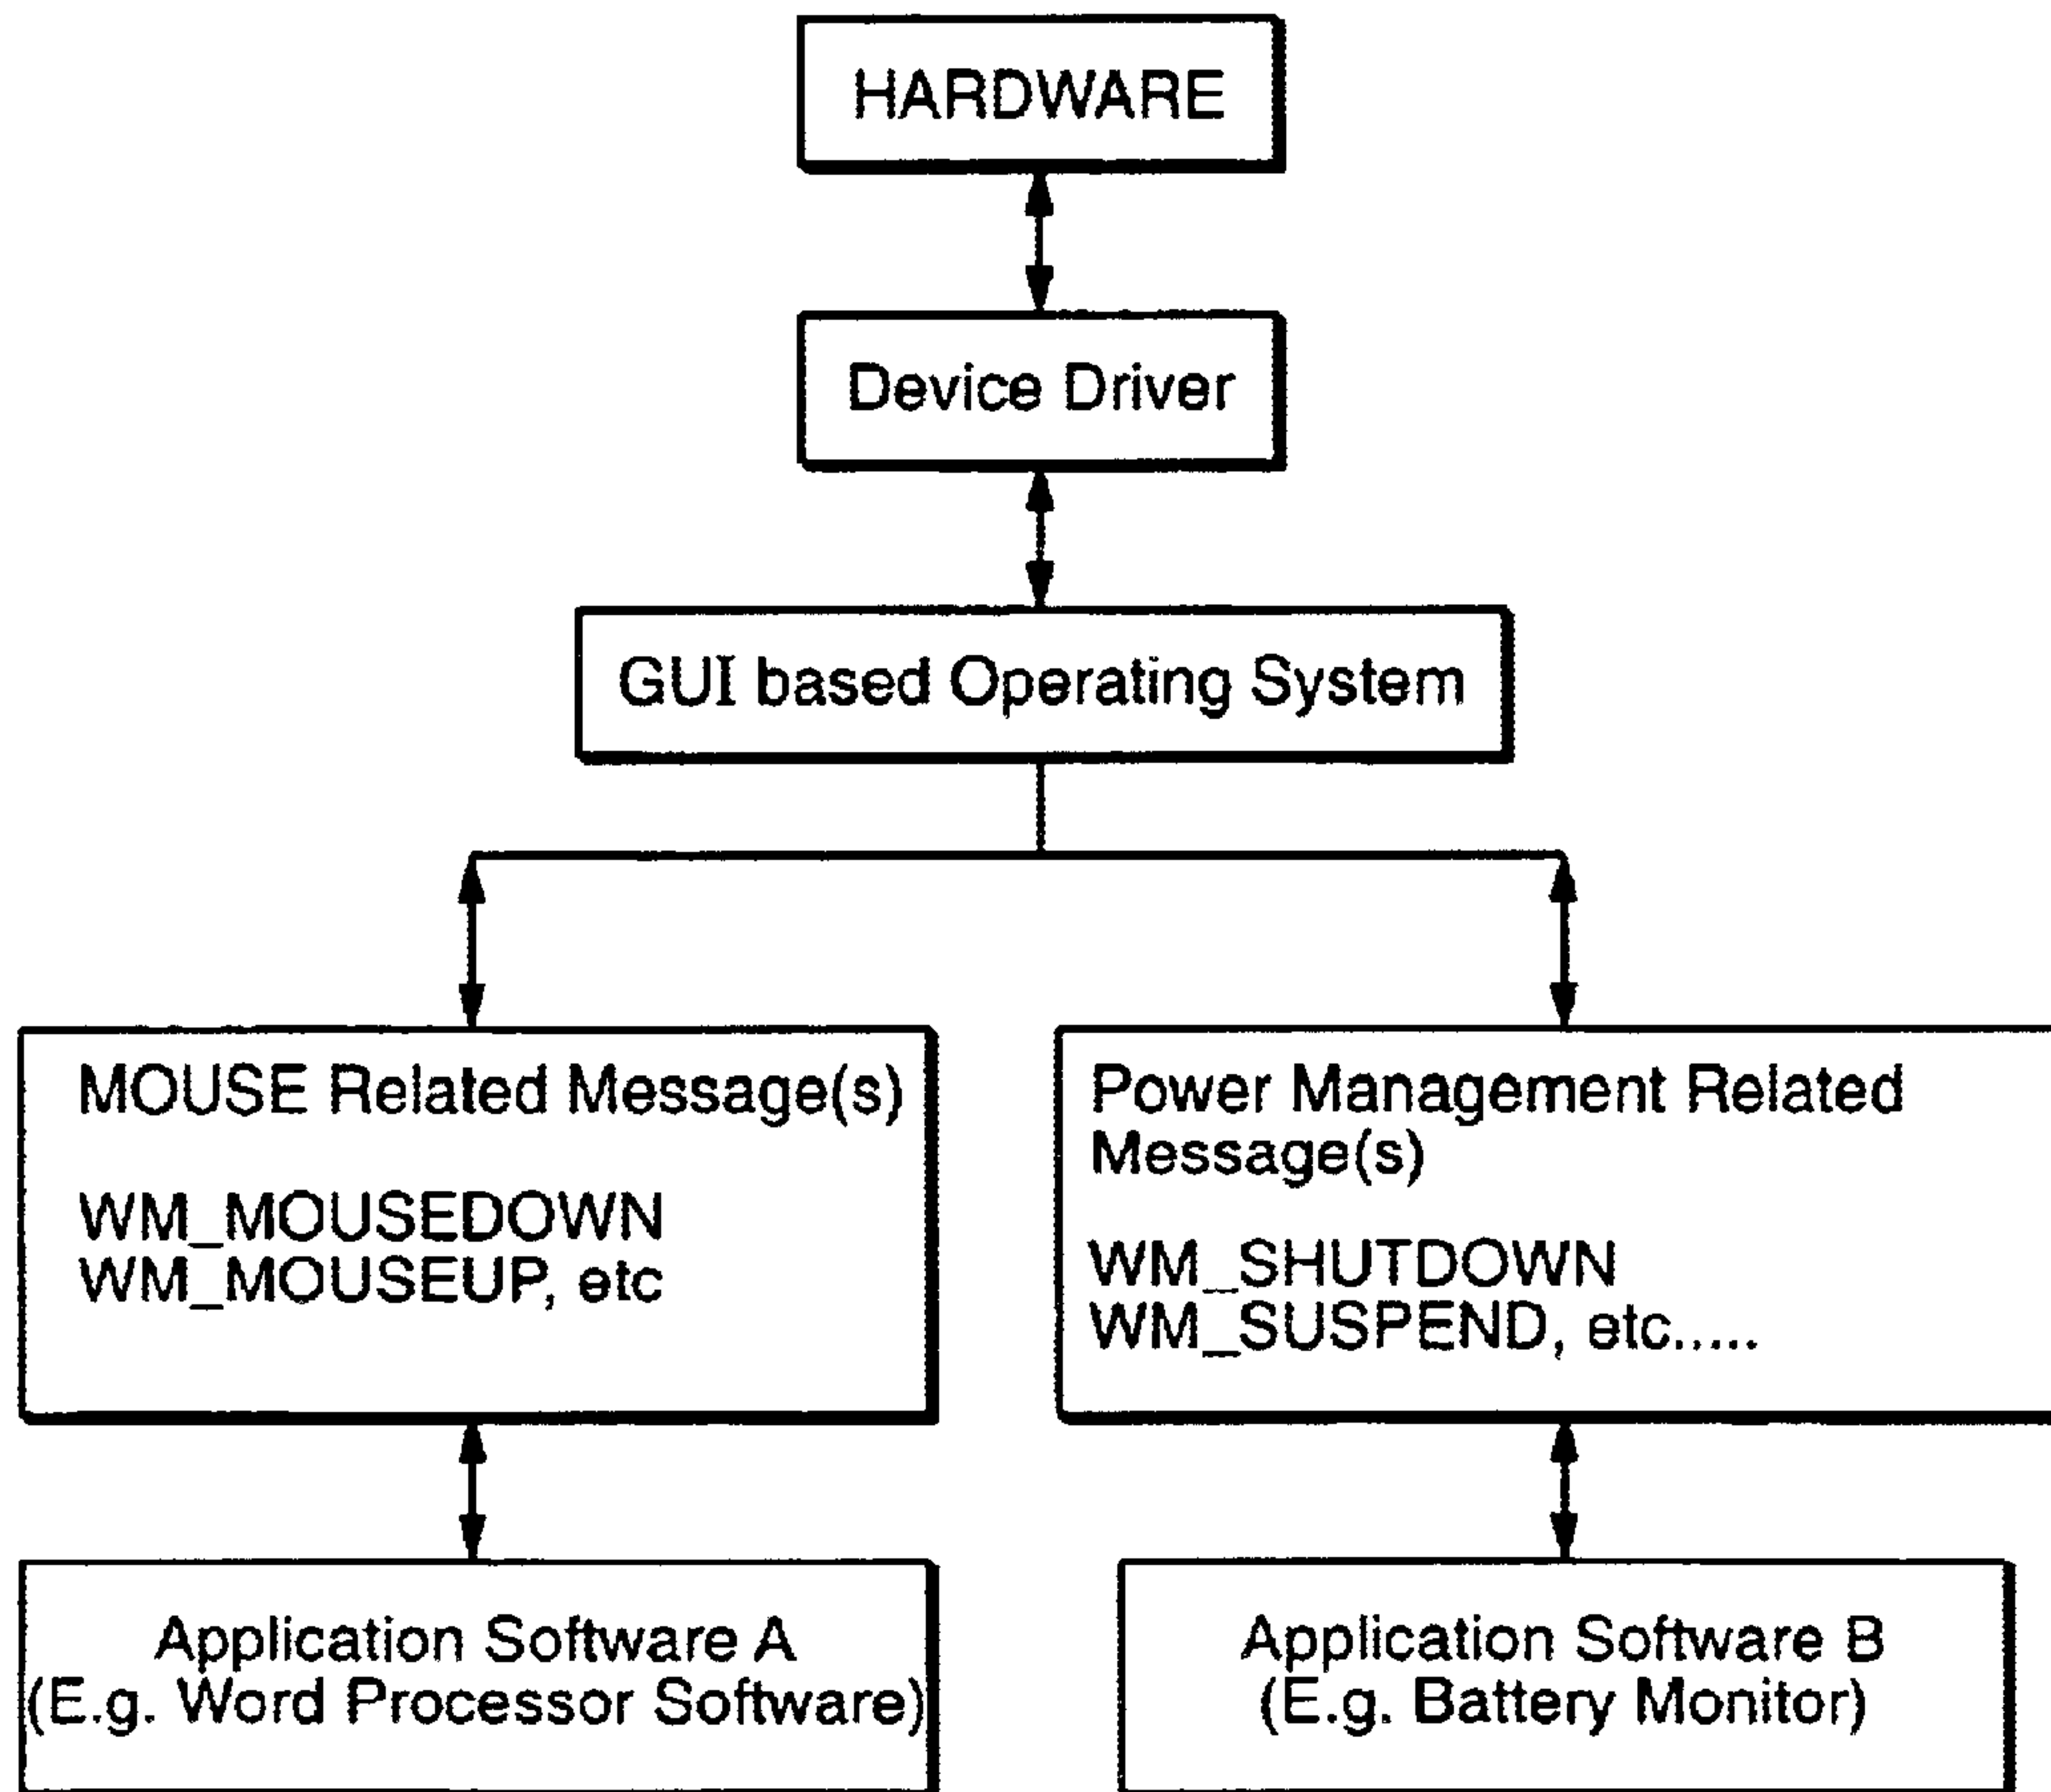 HARDWARE
Device Driver
GUI based Operating System
MOUSE Related Message(s)
WM_MOUSEDOWN
WM_MOUSEUP, etc
Power Management Related
Message(s)
WM_SHUTDOWN
WM_SUSPEND, etc.....
Application Software A
(E.g. Word Processor Software)
Application Software B
(E.g. Battery Monitor)